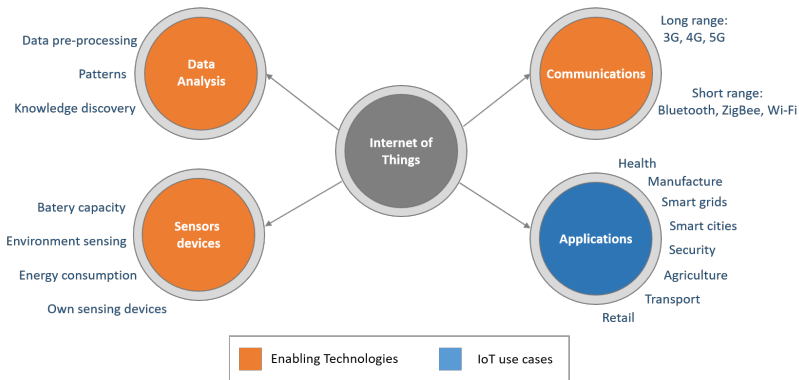 Data pre-processing
Patterns
Knowledge discovery
Data
Analysis
Communications
Long range:
3G, 4G, 5G
Short range:
Bluetooth, ZigBee, Wi-Fi
Internet of
Things
Batery capacity
Environment sensing
Energy consumption
Own sensing devices
Sensors
devices
Applications
Health
Manufacture
Smart grids
Smart cities
Security
Agriculture
Transport
Retail
Enabling Technologies
IoT use cases